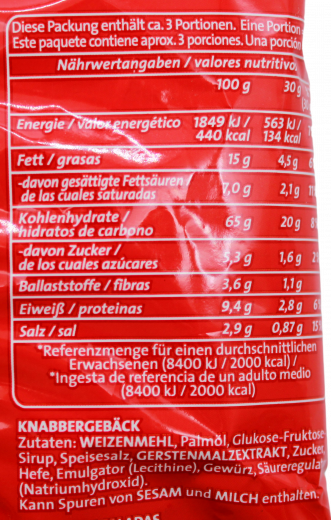 Diese Packung enthält ca. 3 Portionen. Eine Portion
Este paquete contiene aprox. 3 porciones. Una porción
Nährwertangaben / valores nutritivo
100 g 30 g
Energie / valor energético 1849 kJ / 563 kJ /
440 kcal 134 kcal
Fett / grasas 15 g 4,5 g
-davon gesättigte Fettsäuren/
de las cuales saturadas 7,0 g 2,1 g
Kohlenhydrate /
hidratos de carbono 65 g 20 g
-davon Zucker /
de los cuales azúcares 5,3 g 1,6 g
Ballaststoffe / fibras 3,6 g 1,1 g
Eiweiß / proteinas 9,4 g 2,8 g
Salz / sal 2,9 g 0,87 g
*Referenzmenge für einen durchschnittlichen
Erwachsenen (8400 kJ / 2000 kcal) /
*Ingesta de referencia de un adulto medio
(8400 kJ / 2000 kcal)
KNABBERGEBÄCK
Zutaten: WEIZENMEHL, Palmöl, Glukose-Fruktose-
Sirup, Speisesalz, GERSTENMALZEXTRAKT, Zucker,
Hefe, Emulgator (Lecithine), Gewürz, Säureregulat
(Natriumhydroxid).
Kann Spuren von SESAM und MILCH enthalten.